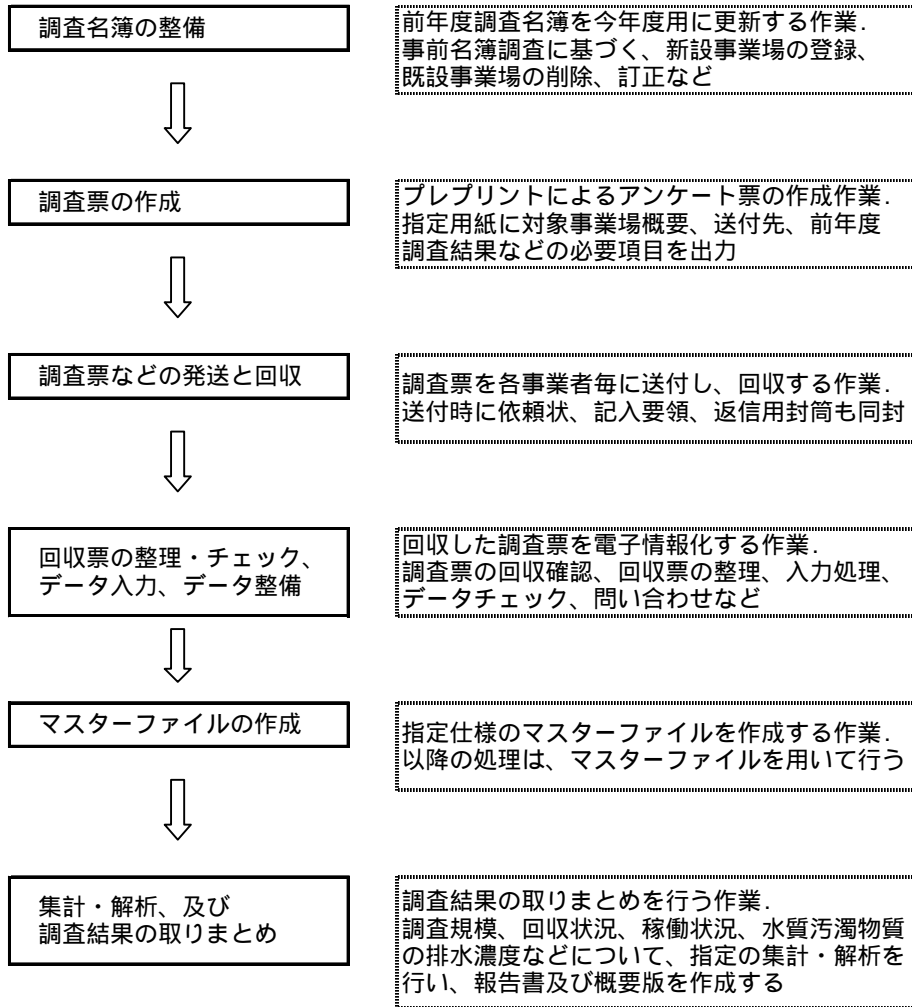 調査名簿の整備
前年度調査名簿を今年度用に更新する作業．
事前名簿調査に基づく、新設事業場の登録、
既設事業場の削除、訂正など
調査票の作成
プレプリントによるアンケート票の作成作業．
指定用紙に対象事業場概要、送付先、前年度
調査結果などの必要項目を出力
調査票などの発送と回収
調査票を各事業者毎に送付し、回収する作業．
送付時に依頼状、記入要領、返信用封筒も同封
回収票の整理・チェック、
データ入力、データ整備
回収した調査票を電子情報化する作業．
調査票の回収確認、回収票の整理、入力処理、
データチェック、問い合わせなど
マスターファイルの作成
指定仕様のマスターファイルを作成する作業．
以降の処理は、マスターファイルを用いて行う
集計・解析、及び
調査結果の取りまとめ
調査結果の取りまとめを行う作業．
調査規模、回収状況、稼働状況、水質汚濁物質
の排水濃度などについて、指定の集計・解析を
行い、報告書及び概要版を作成する